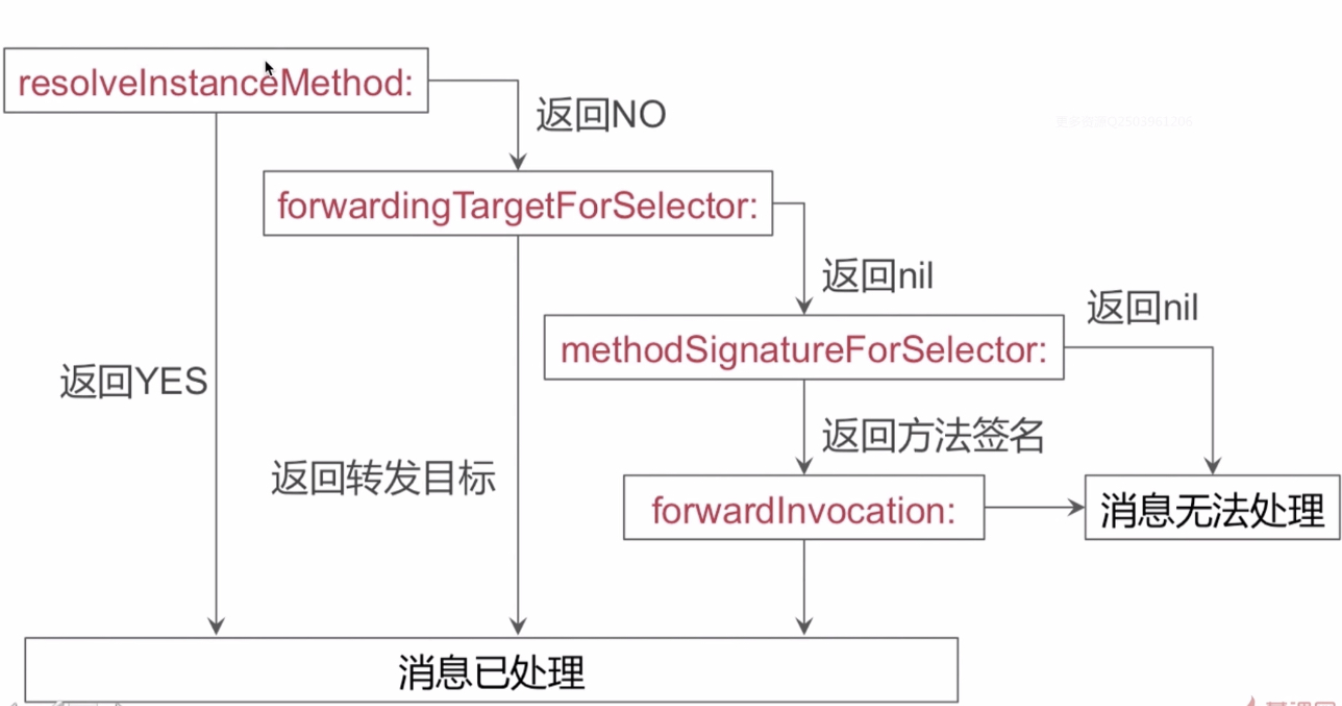 resolveInstanceMethod:
返回NO
forwardingTargetForSelector:
返回nil
返回nil
methodSignatureForSelector:
返回YES
返回方法签名
返回转发目标
forwardInvocation:
消息无法处理
消息已处理